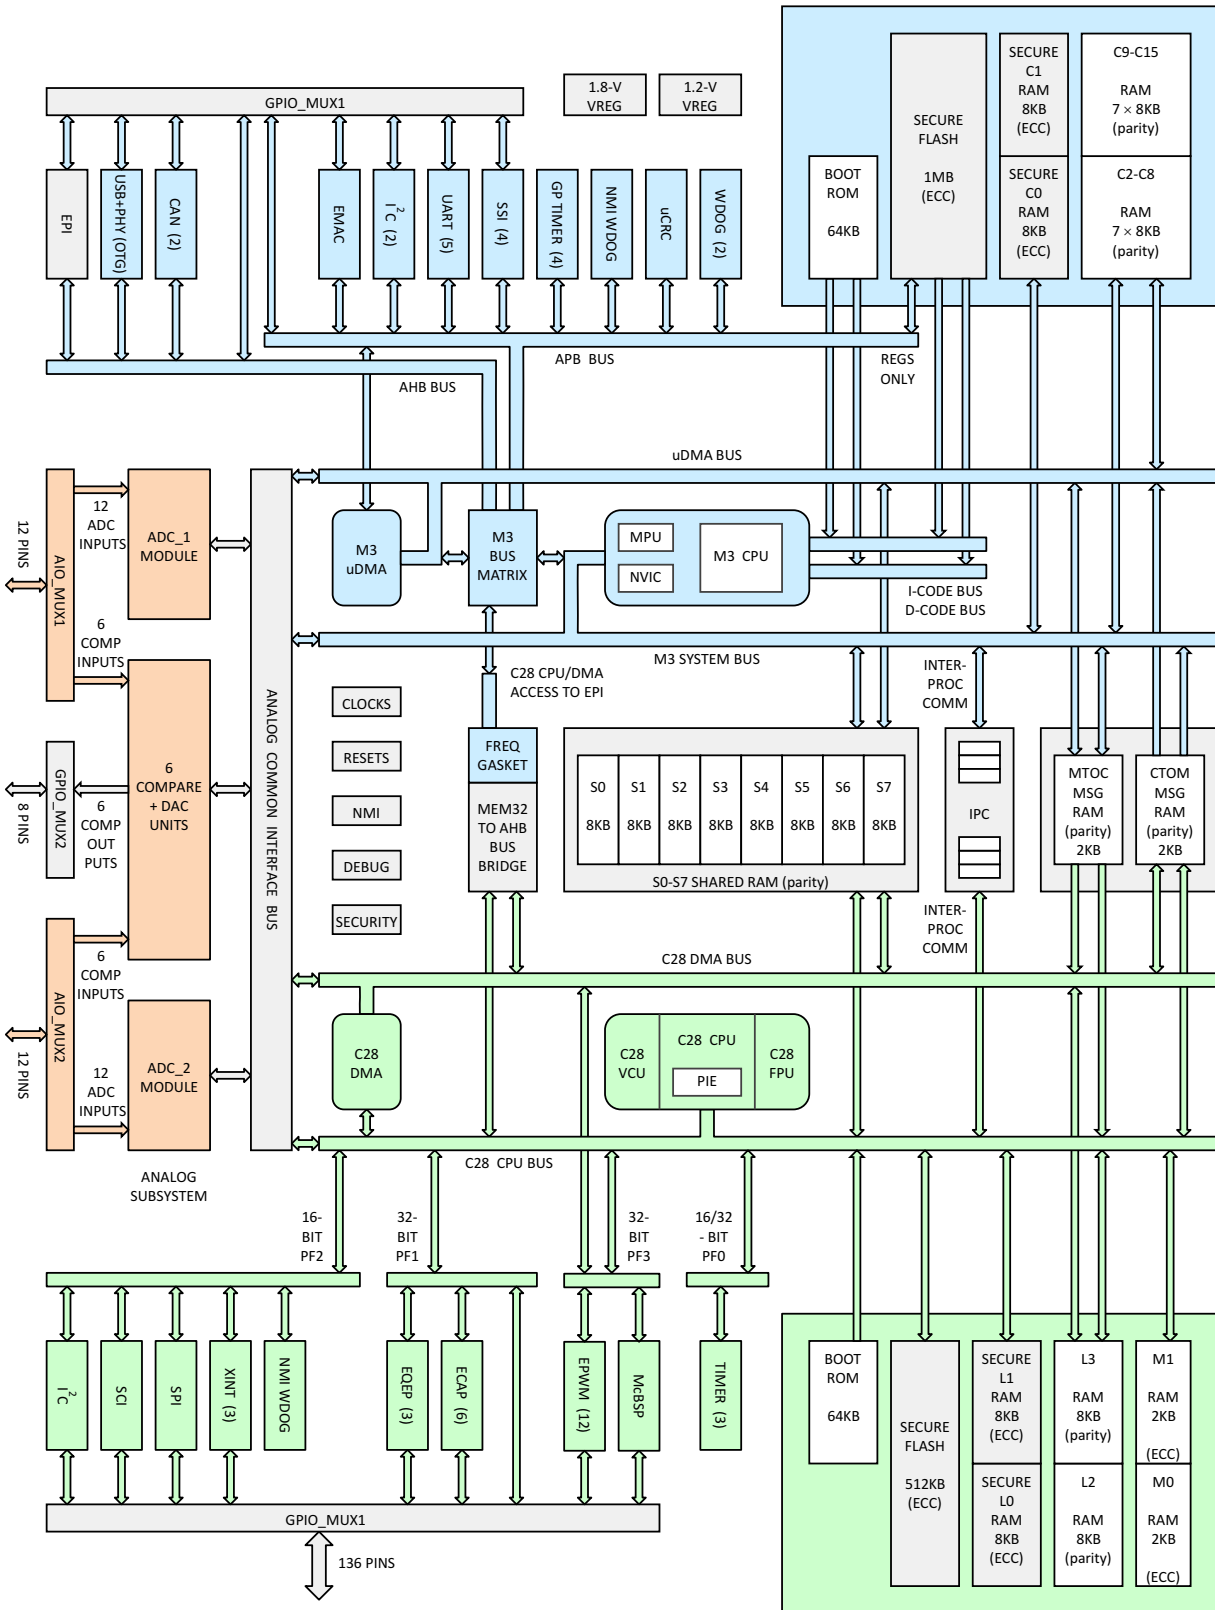 GPIO_MUX1
1.8-V
VREG
1.2-V
VREG
SECURE
C1
RAM
8KB
(ECC)
C9-C15
RAM
7 × 8KB
(parity)
SECURE
FLASH
1MB
(ECC)
BOOT
ROM
64KB
SECURE
C0
RAM
8KB
(ECC)
C2-C8
RAM
7 × 8KB
(parity)
EPI
USB+PHY (OTG)
CAN (2)
EMAC
I²C (2)
UART (5)
SSI (4)
GP TIMER (4)
NMI WDOG
uCRC
WDOG (2)
APB BUS
REGS
ONLY
AHB BUS
uDMA BUS
12 PINS
AIO_MUX1
12
ADC
INPUTS
ADC_1
MODULE
M3
uDMA
M3
BUS
MATRIX
MPU
NVIC
M3 CPU
I-CODE BUS
D-CODE BUS
6
COMP
INPUTS
M3 SYSTEM BUS
C28 CPU/DMA
ACCESS TO EPI
INTER-
PROC
COMM
ANALOG COMMON INTERFACE BUS
CLOCKS
RESETS
NMI
DEBUG
SECURITY
8 PINS
GPIO_MUX2
6
COMP
OUT
PUTS
6
COMPARE
+ DAC
UNITS
FREQ
GASKET
MEM32
TO AHB
BUS
BRIDGE
S0
8KB
S1
8KB
S2
8KB
S3
8KB
S4
8KB
S5
8KB
S6
8KB
S7
8KB
S0-S7 SHARED RAM (parity)
IPC
MTOC
MSG
RAM
(parity)
2KB
CTOM
MSG
RAM
(parity)
2KB
INTER-
PROC
COMM
C28 DMA BUS
12 PINS
AIO_MUX2
6
COMP
INPUTS
12
ADC
INPUTS
ADC_2
MODULE
C28
DMA
C28
VCU
C28 CPU
PIE
C28
FPU
C28 CPU BUS
ANALOG
SUBSYSTEM
16-
BIT
PF2
32-
BIT
PF1
32-
BIT
PF3
16/32
- BIT
PF0
I²C
SCI
SPI
XINT (3)
NMI WDOG
EQEP (3)
ECAP (6)
EPWM (12)
McBSP
TIMER (3)
BOOT
ROM
64KB
SECURE
FLASH
512KB
(ECC)
SECURE
L1
RAM
8KB
(ECC)
L3
RAM
8KB
(parity)
M1
RAM
2KB
(ECC)
SECURE
L0
RAM
8KB
(ECC)
L2
RAM
8KB
(parity)
M0
RAM
2KB
(ECC)
GPIO_MUX1
136 PINS